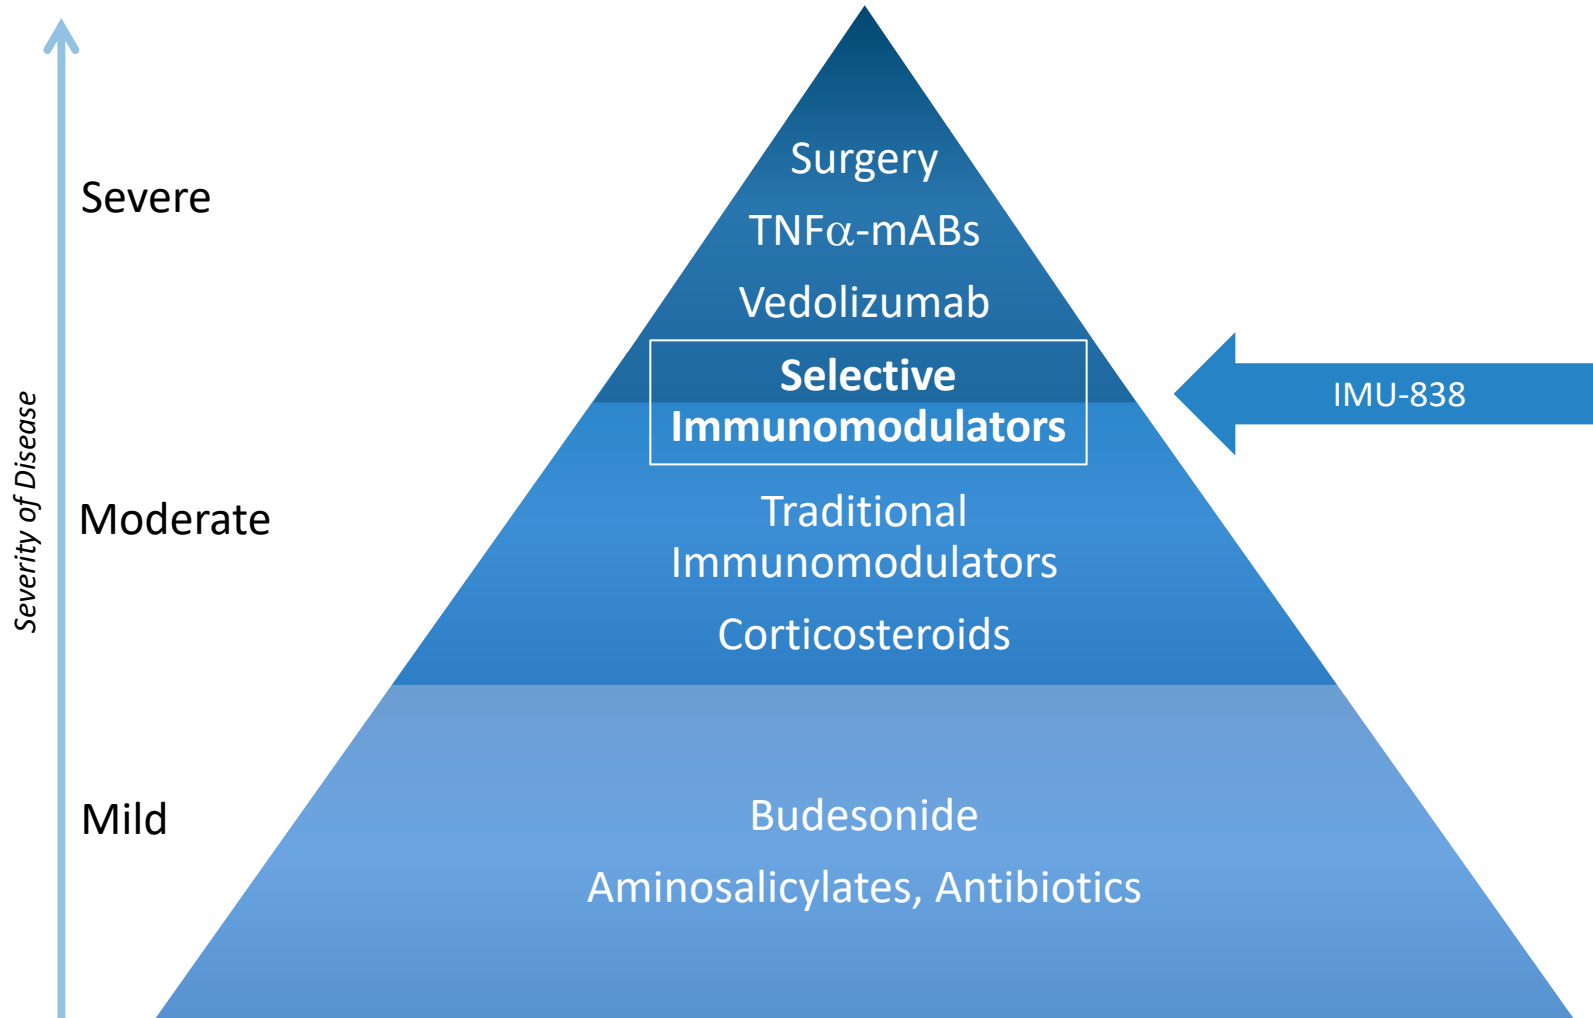 Severity of Disease
Severe
Moderate
Mild
Surgery
TNFα-mABs
Vedolizumab
Selective
Immunomodulators
Traditional
Immunomodulators
Corticosteroids
Budesonide
Aminosalicylates, Antibiotics
IMU-838